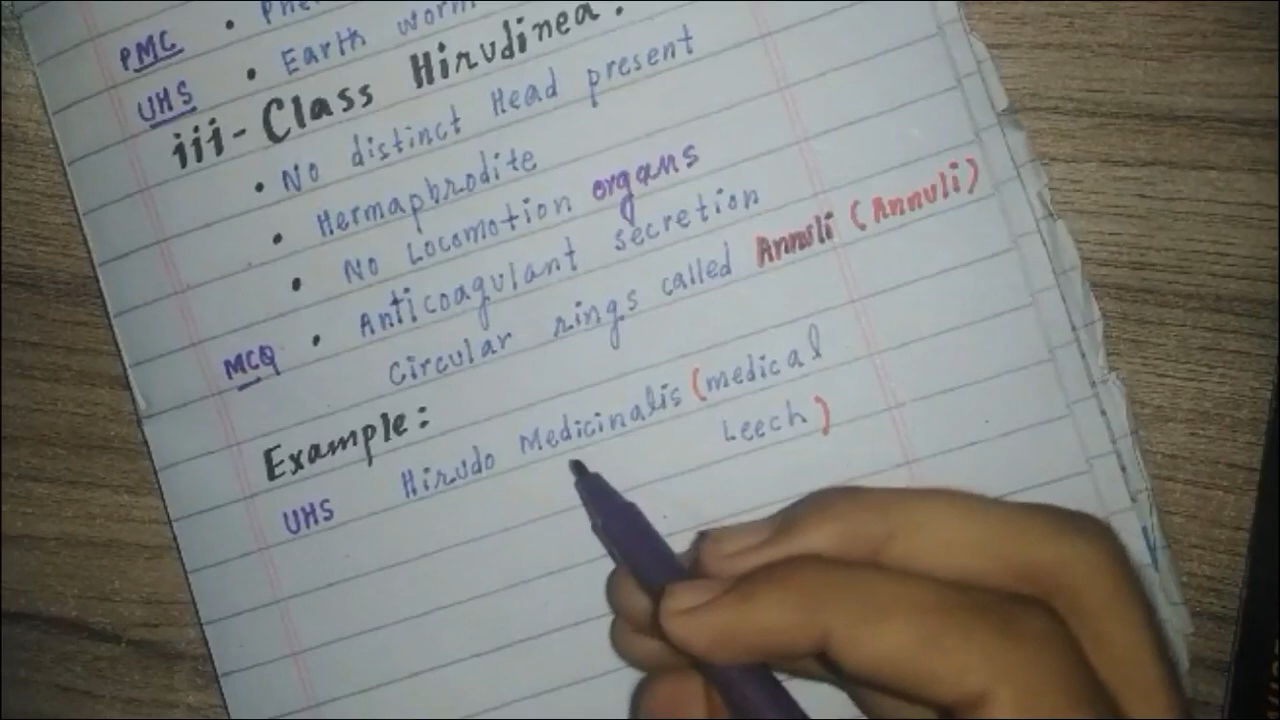 PMC •
UHS • Earth worm
iii- Class Hirudinea.
• No distinct Head present
• Hermaphrodite
• No Locomotion organs
MCQ • Anticoagulant secretion
Circular rings called Annuli (Annuli)
Example:
UHS Hirudo Medicinalis (medical
Leech)